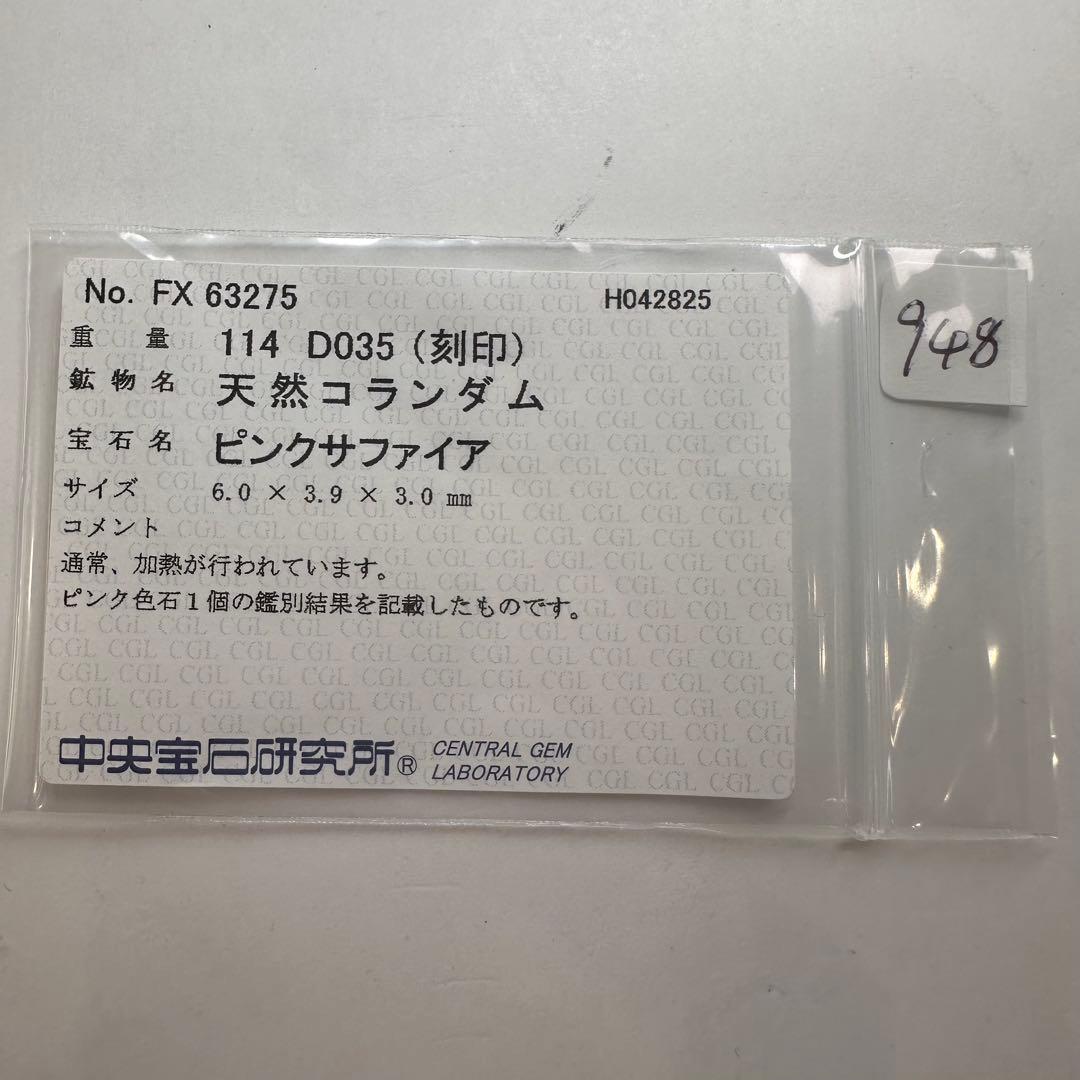 No. FX 63275 H042825
重量 114 D035 (刻印)
鉱物名 天然コランダム
宝石名 ピンクサファイア
サイズ 6.0 × 3.9 × 3.0 mm
コメント
通常、加熱が行われています。
ピンク色石1個の鑑別結果を記載したものです。
中央宝石研究所® CENTRAL GEM
LABORATORY
948